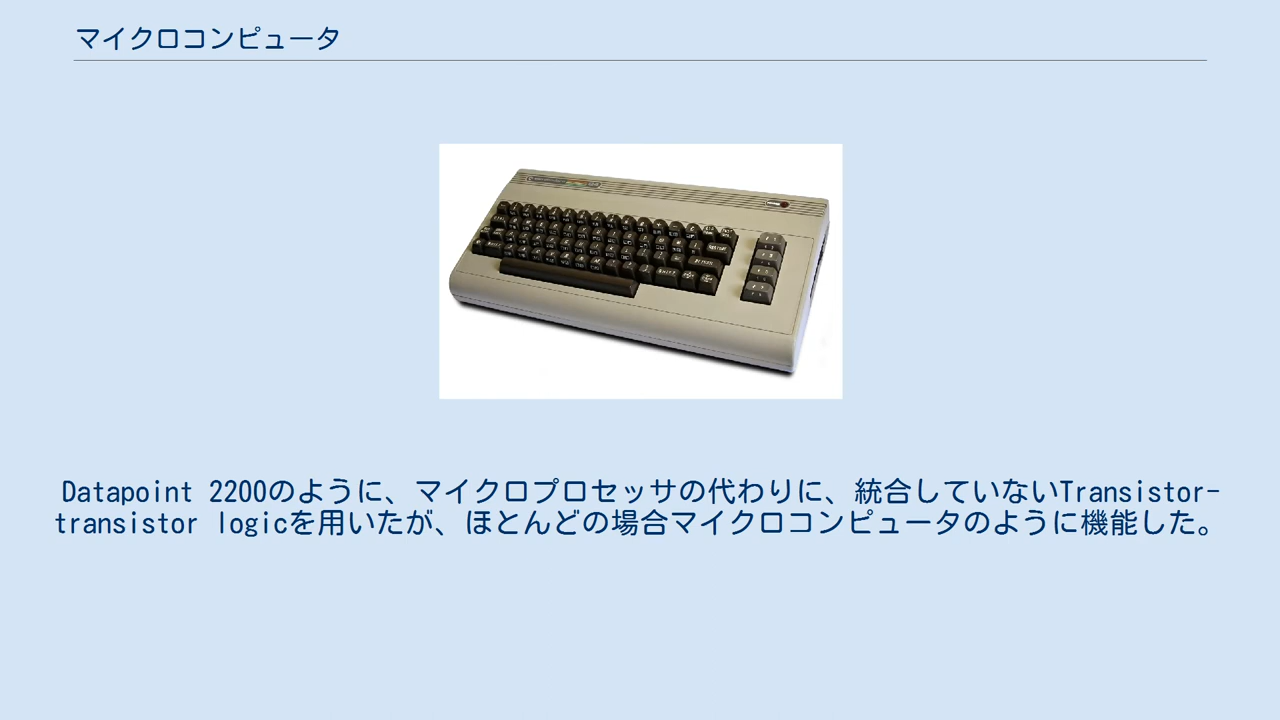 マイクロコンピュータ
Datapoint 2200のように、マイクロプロセッサの代わりに、統合していないTransistor-
transistor logicを用いたが、ほとんどの場合マイクロコンピュータのように機能した。